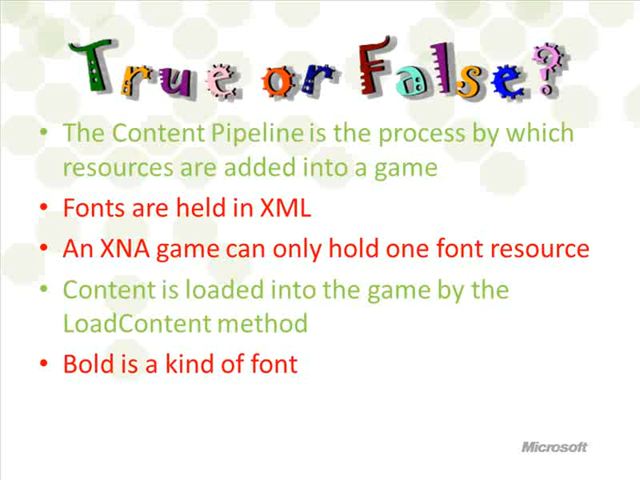 True or False?
• The Content Pipeline is the process by which
resources are added into a game
• Fonts are held in XML
• An XNA game can only hold one font resource
• Content is loaded into the game by the
LoadContent method
• Bold is a kind of font
Microsoft